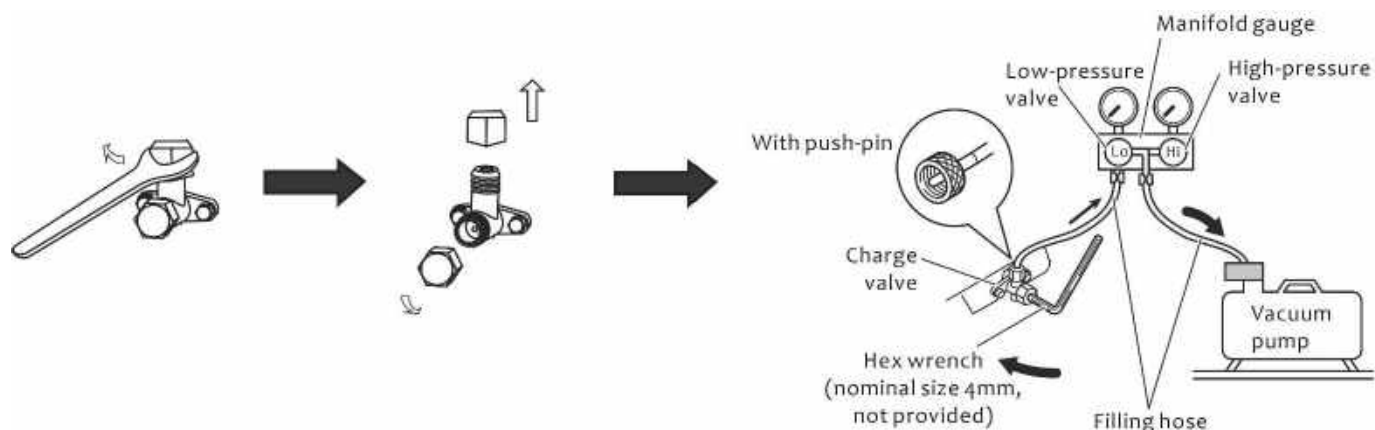 Manifold gauge
Low-pressure
valve
High-pressure
valve
With push-pin
Lo
Hi
Charge
valve
Vacuum
pump
Hex wrench
(nominal size 4mm,
not provided)
Filling hose